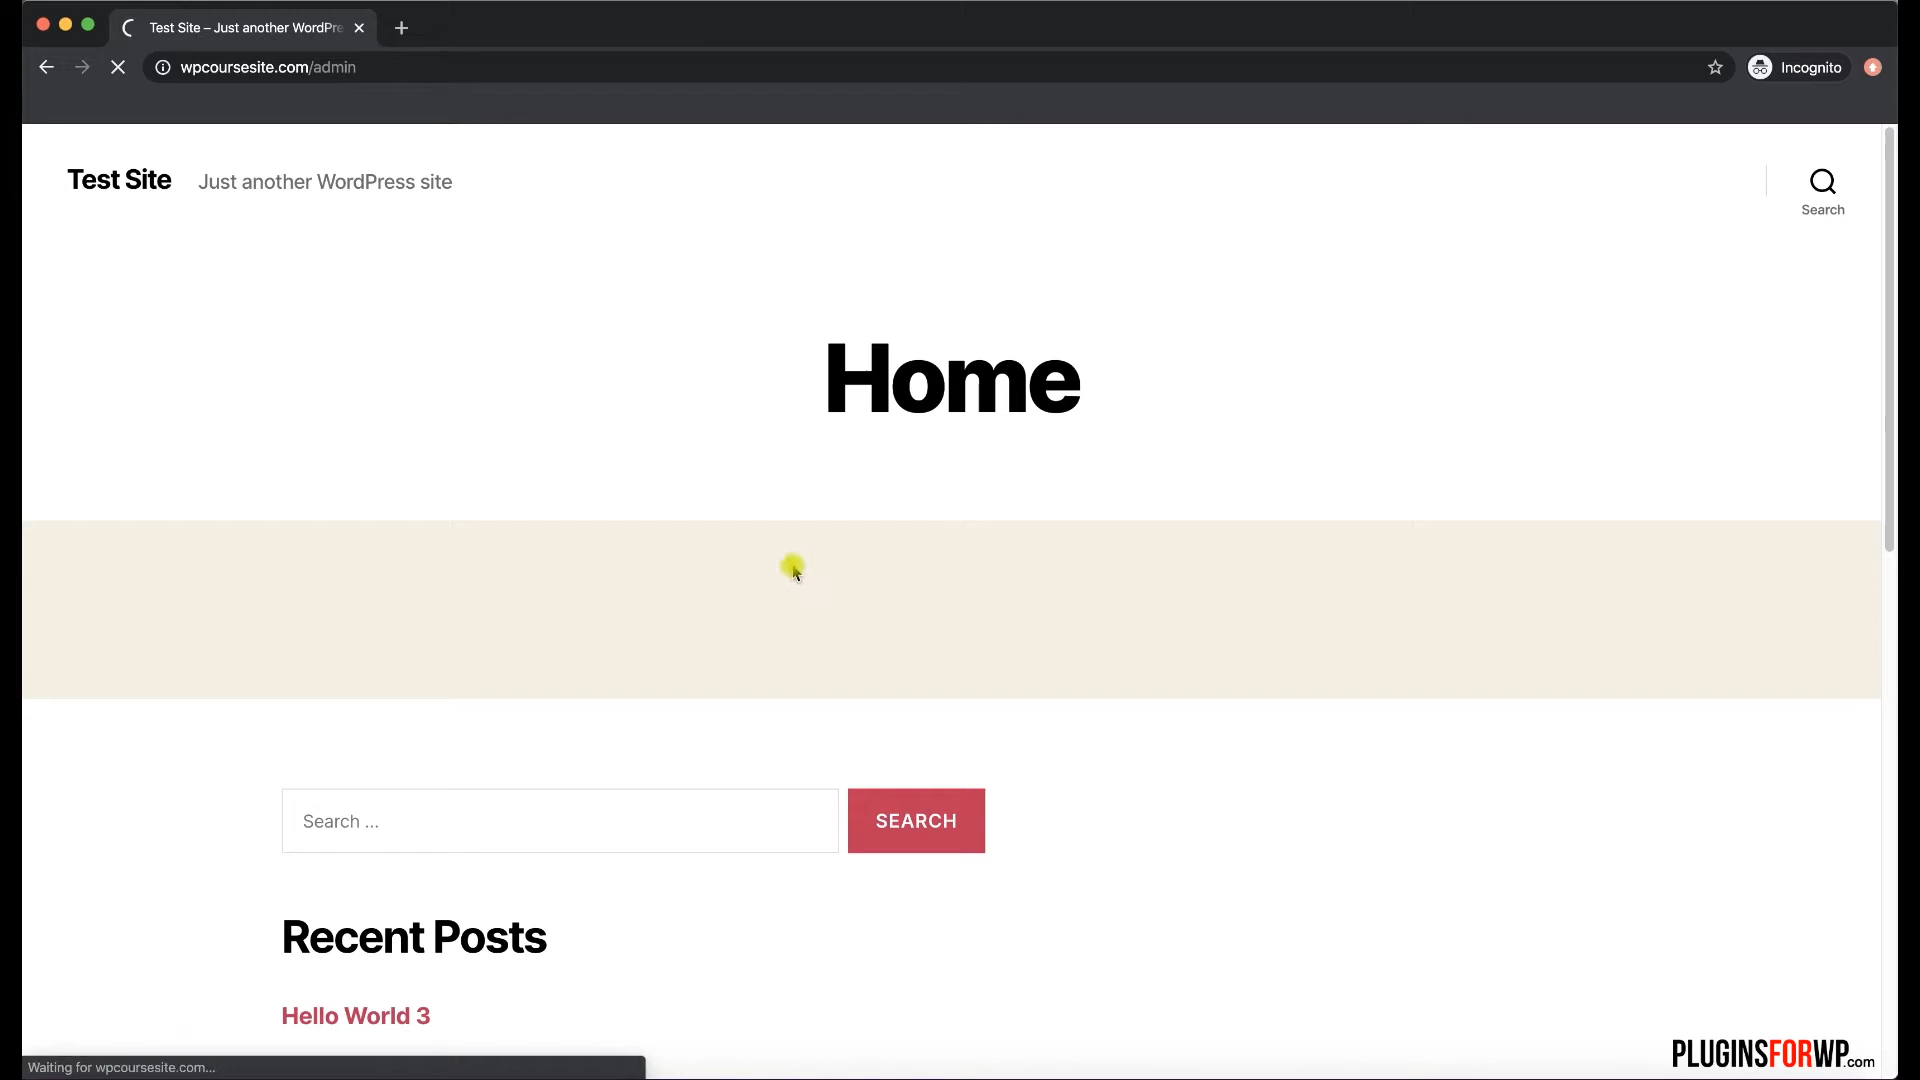 Test Site – Just another WordPre
wpcoursesite.com/admin
Incognito
Test Site
Just another WordPress site
Search
Home
Search ...
SEARCH
Recent Posts
Hello World 3
Waiting for wpcoursesite.com...
PLUGINSFORWP.com